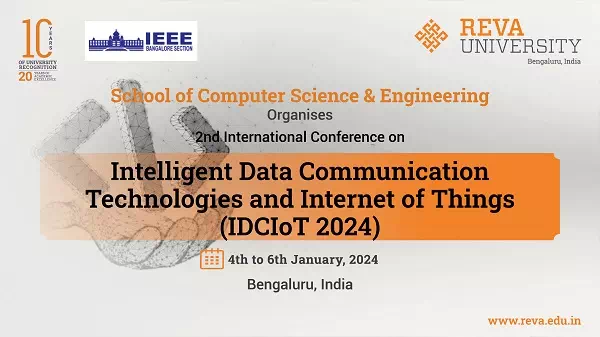 10
YEARS
OF UNIVERSITY
RECOGNITION
20 YEARS OF
ACADEMIC
EXCELLENCE
IEEE
BANGALORE SECTION
REVA
UNIVERSITY
Bengaluru, India
School of Computer Science & Engineering
Organises
2nd International Conference on
Intelligent Data Communication
Technologies and Internet of Things
(IDCIoT 2024)
4th to 6th January, 2024
Bengaluru, India
www.reva.edu.in